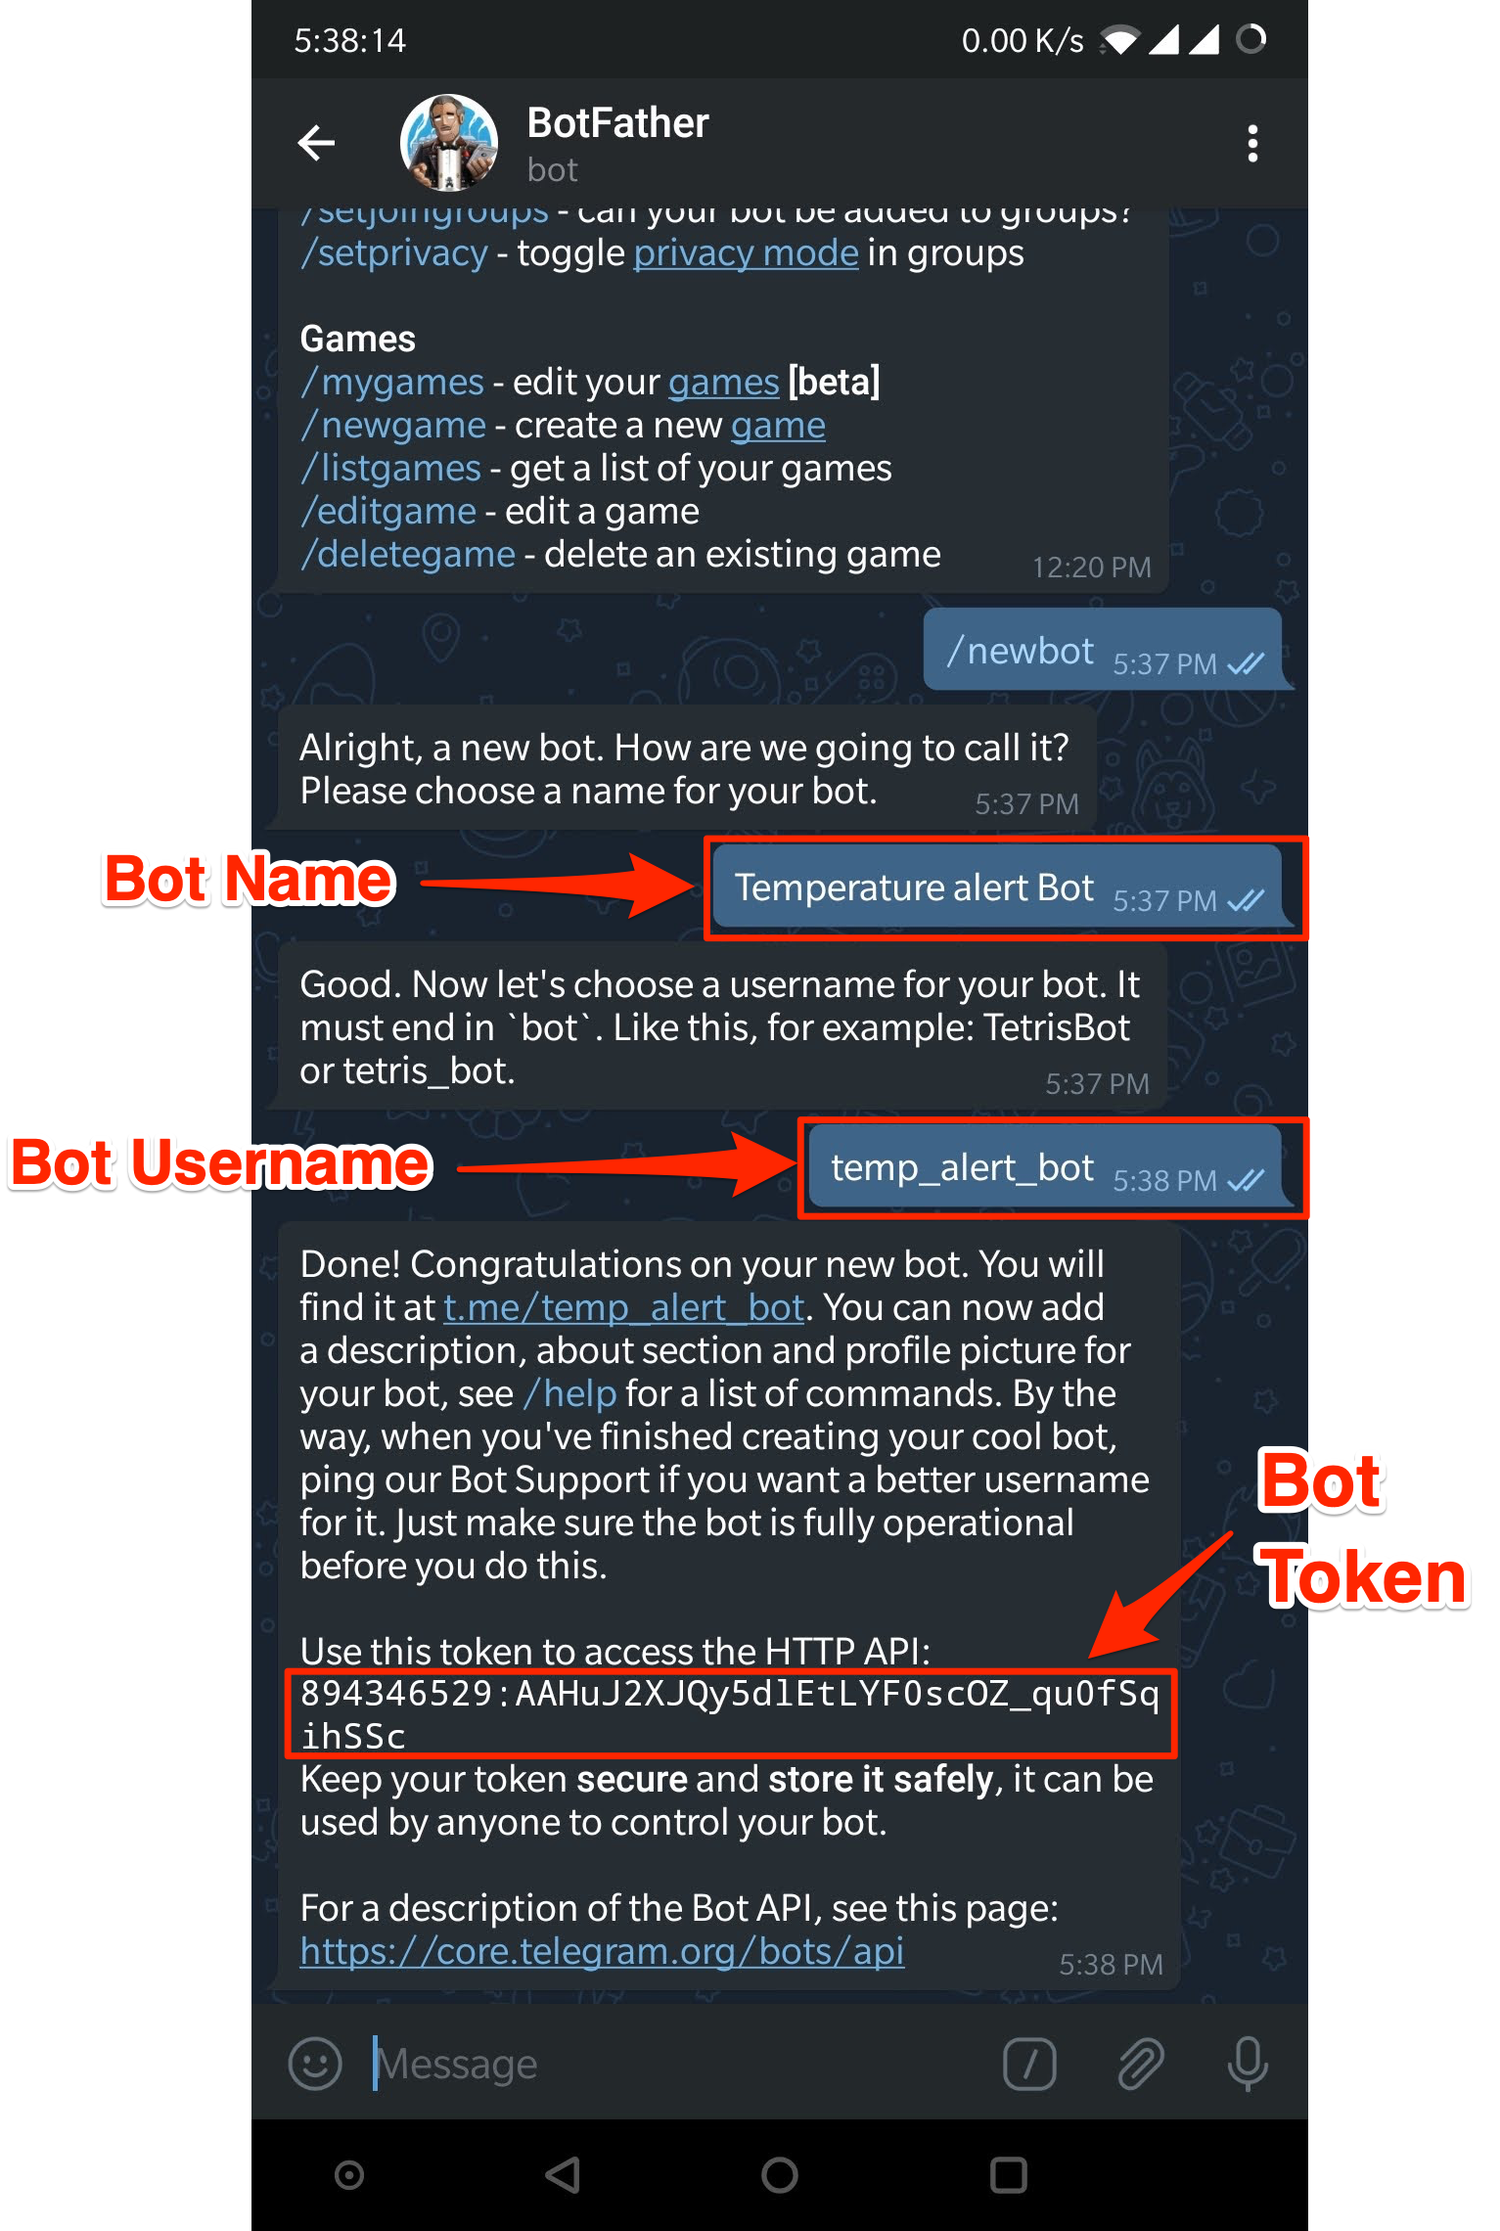 5:38:14 0.00 K/s
BotFather
bot
/setjoingroups - can your bot be added to groups?
/setprivacy - toggle privacy mode in groups
Games
/mygames - edit your games [beta]
/newgame - create a new game
/listgames - get a list of your games
/editgame - edit a game
/deletegame - delete an existing game
12:20 PM
/newbot 5:37 PM
Alright, a new bot. How are we going to call it?
Please choose a name for your bot.
5:37 PM
Bot Name
Temperature alert Bot 5:37 PM
Good. Now let's choose a username for your bot. It
must end in `bot`. Like this, for example: TetrisBot
or tetris_bot.
5:37 PM
Bot Username
temp_alert_bot 5:38 PM
Done! Congratulations on your new bot. You will
find it at t.me/temp_alert_bot. You can now add
a description, about section and profile picture for
your bot, see /help for a list of commands. By the
way, when you've finished creating your cool bot,
ping our Bot Support if you want a better username
for it. Just make sure the bot is fully operational
before you do this.
Bot
Token
Use this token to access the HTTP API:
894346529:AAHuJ2XJQy5dlEtLYF0scOZ_qu0fSq
ihSSc
Keep your token secure and store it safely, it can be
used by anyone to control your bot.
For a description of the Bot API, see this page:
https://core.telegram.org/bots/api
5:38 PM
Message